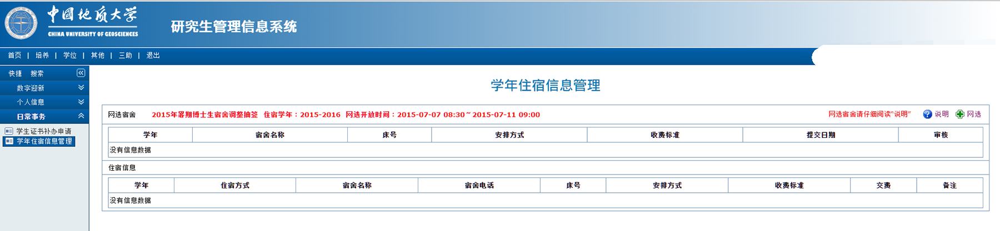 中国地质大学
CHINA UNIVERSITY OF GEOSCIENCES
研究生管理信息系统
首页 | 培养 | 学位 | 其他 | 三助 | 退出
快捷 搜索
数字迎新
个人信息
日常事务
学生证书补办申请
学年住宿信息管理
学年住宿信息管理
网选宿舍 2015年暑期博士生宿舍调整抽签 住宿学年：2015-2016 网选开放时间：2015-07-07 08:30～2015-07-11 09:00 网选宿舍请仔细阅读“说明” 说明 网选
学年 宿舍名称 床号 安排方式 收费标准 提交日期 审核
没有信息数据
住宿信息
学年 住宿方式 宿舍名称 宿舍电话 床号 安排方式 收费标准 交费 备注
没有信息数据